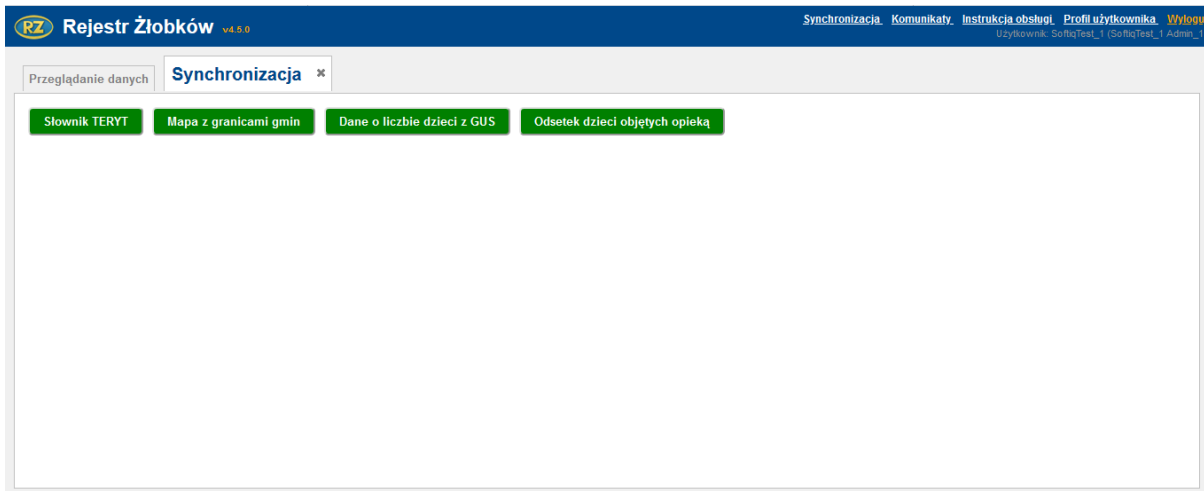 RZ Rejestr Żłobków v4.5.0
Synchronizacja Komunikaty Instrukcja obsługi Profil użytkownika Wylogu
Użytkownik: SoftiqTest_1 (SoftiqTest_1 Admin_1
Przeglądanie danych Synchronizacja ×
Słownik TERYT Mapa z granicami gmin Dane o liczbie dzieci z GUS Odsetek dzieci objętych opieką